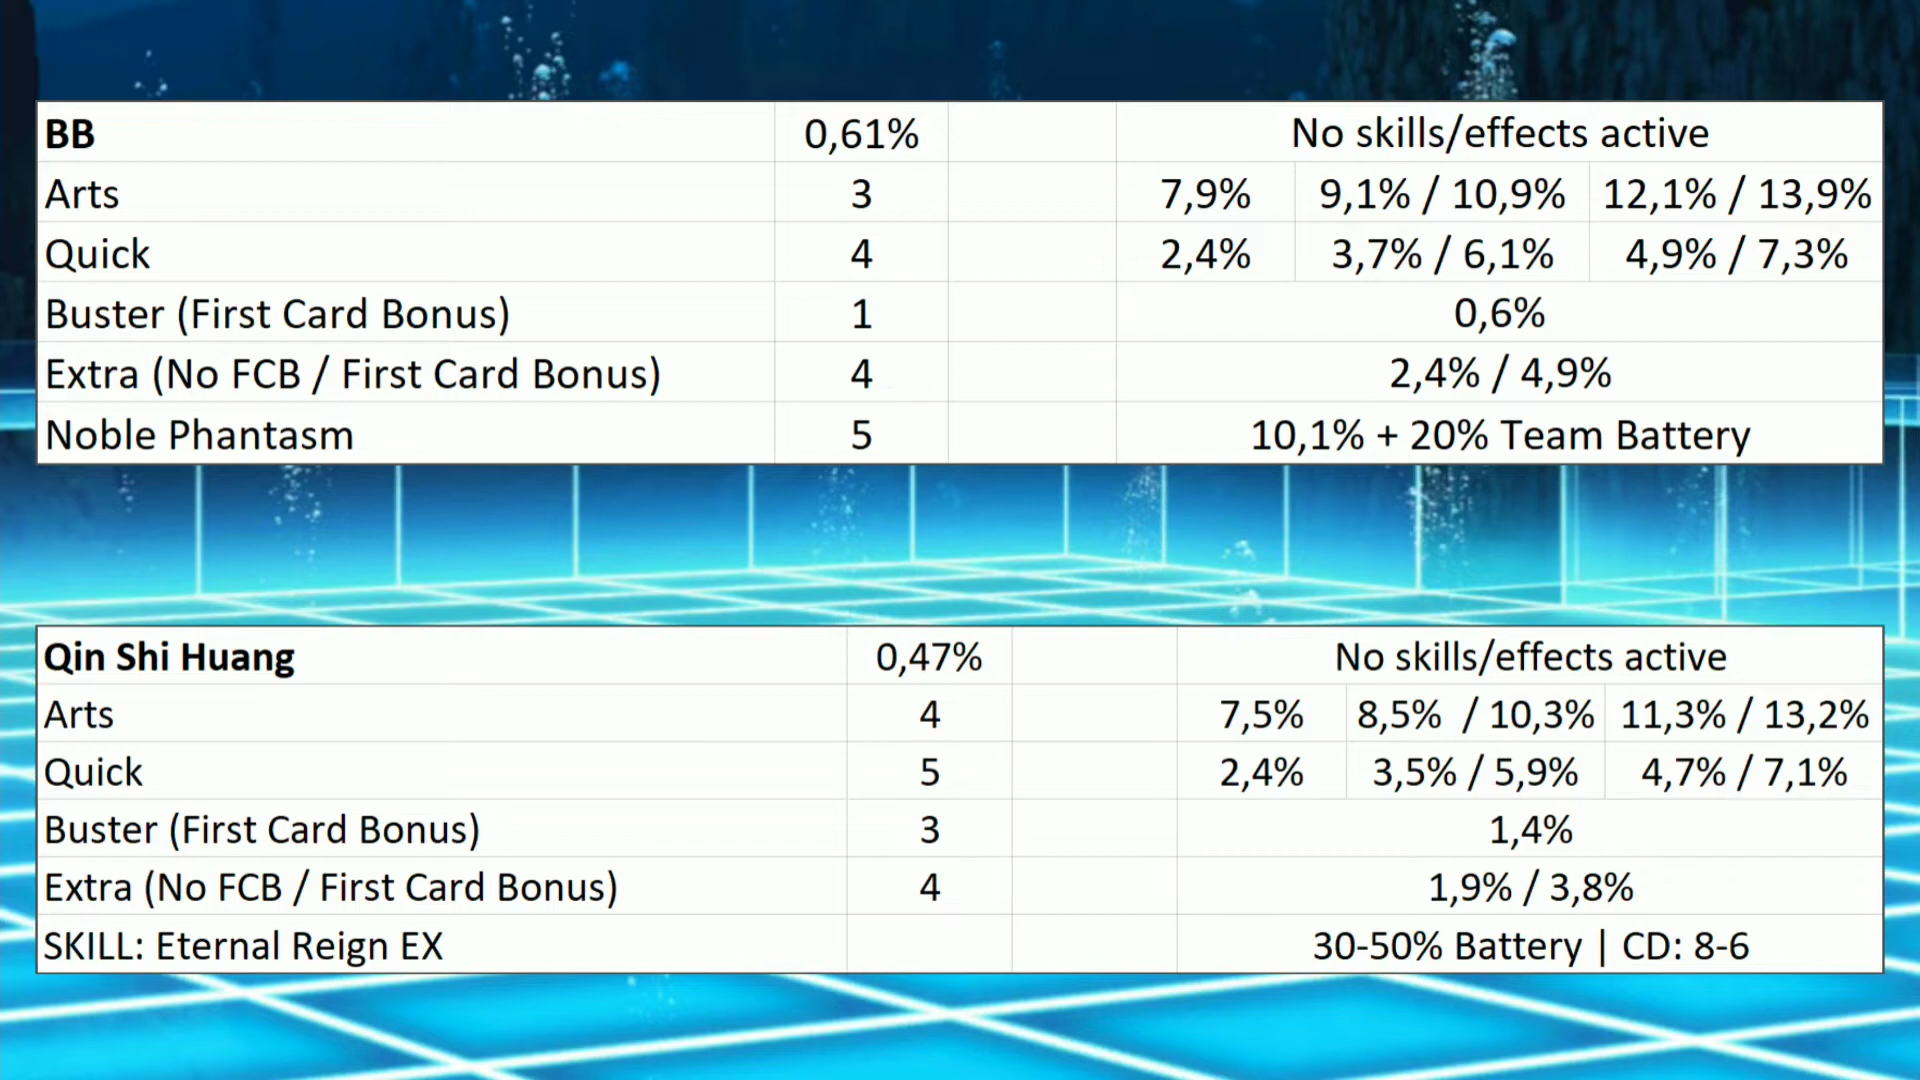 BB 0,61% No skills/effects active
Arts 3 7,9% 9,1% / 10,9% 12,1% / 13,9%
Quick 4 2,4% 3,7% / 6,1% 4,9% / 7,3%
Buster (First Card Bonus) 1 0,6%
Extra (No FCB / First Card Bonus) 4 2,4% / 4,9%
Noble Phantasm 5 10,1% + 20% Team Battery
Qin Shi Huang 0,47% No skills/effects active
Arts 4 7,5% 8,5% / 10,3% 11,3% / 13,2%
Quick 5 2,4% 3,5% / 5,9% 4,7% / 7,1%
Buster (First Card Bonus) 3 1,4%
Extra (No FCB / First Card Bonus) 4 1,9% / 3,8%
SKILL: Eternal Reign EX 30-50% Battery | CD: 8-6